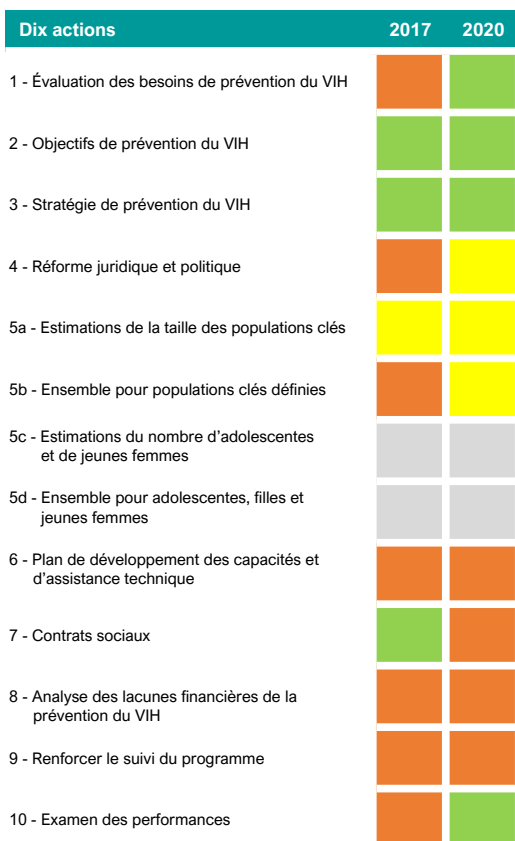 Dix actions 2017 2020
1 - Évaluation des besoins de prévention du VIH
2 - Objectifs de prévention du VIH
3 - Stratégie de prévention du VIH
4 - Réforme juridique et politique
5a - Estimations de la taille des populations clés
5b - Ensemble pour populations clés définies
5c - Estimations du nombre d’adolescentes
et de jeunes femmes
5d - Ensemble pour adolescentes, filles et
jeunes femmes
6 - Plan de développement des capacités et
d’assistance technique
7 - Contrats sociaux
8 - Analyse des lacunes financières de la
prévention du VIH
9 - Renforcer le suivi du programme
10 - Examen des performances